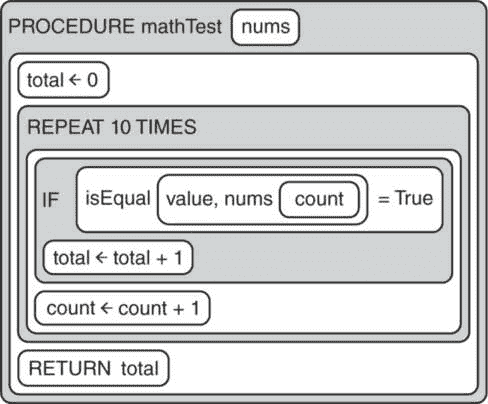 PROCEDURE mathTest nums
total ← 0
REPEAT 10 TIMES
IF isEqual value, nums count = True
total ← total + 1
count ← count + 1
RETURN total